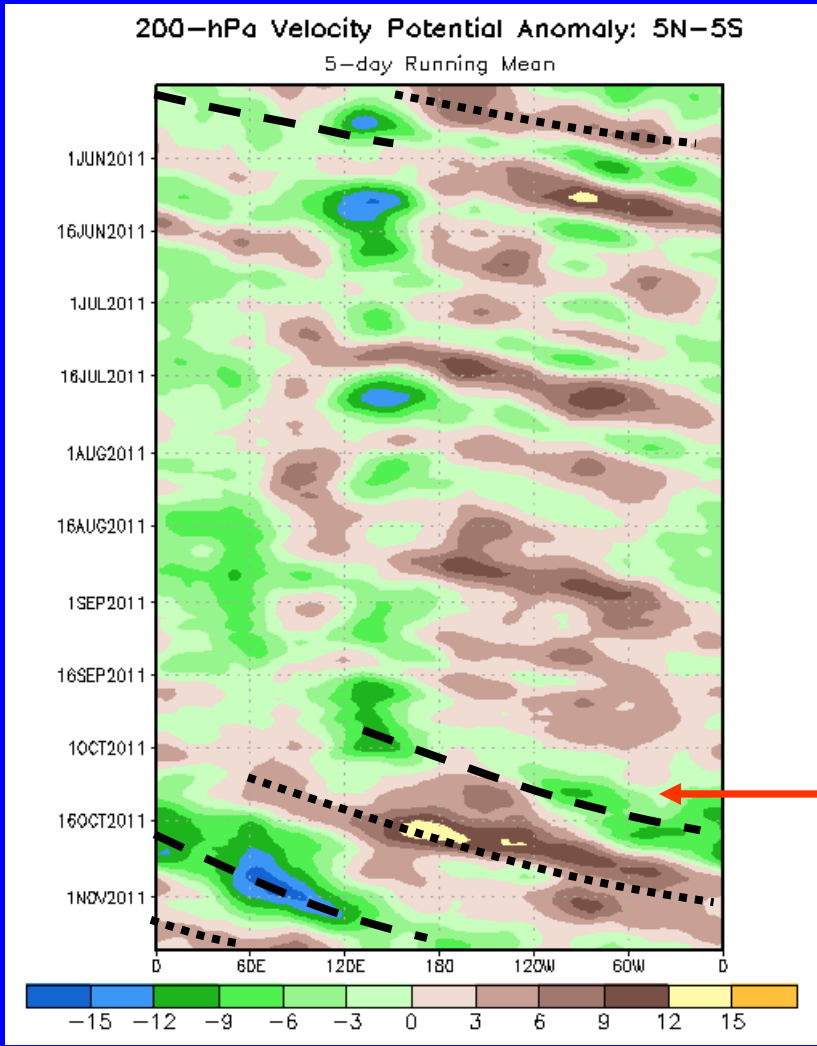 200-hPa Velocity Potential Anomaly: 5N-5S
5-day Running Mean
1JUN2011
16JUN2011
1JUL2011
16JUL2011
1AUG2011
16AUG2011
1SEP2011
16SEP2011
1OCT2011
16OCT2011
1NOV2011
0 60E 120E 180 120W 60W 0
-15 -12 -9 -6 -3 0 3 6 9 12 15